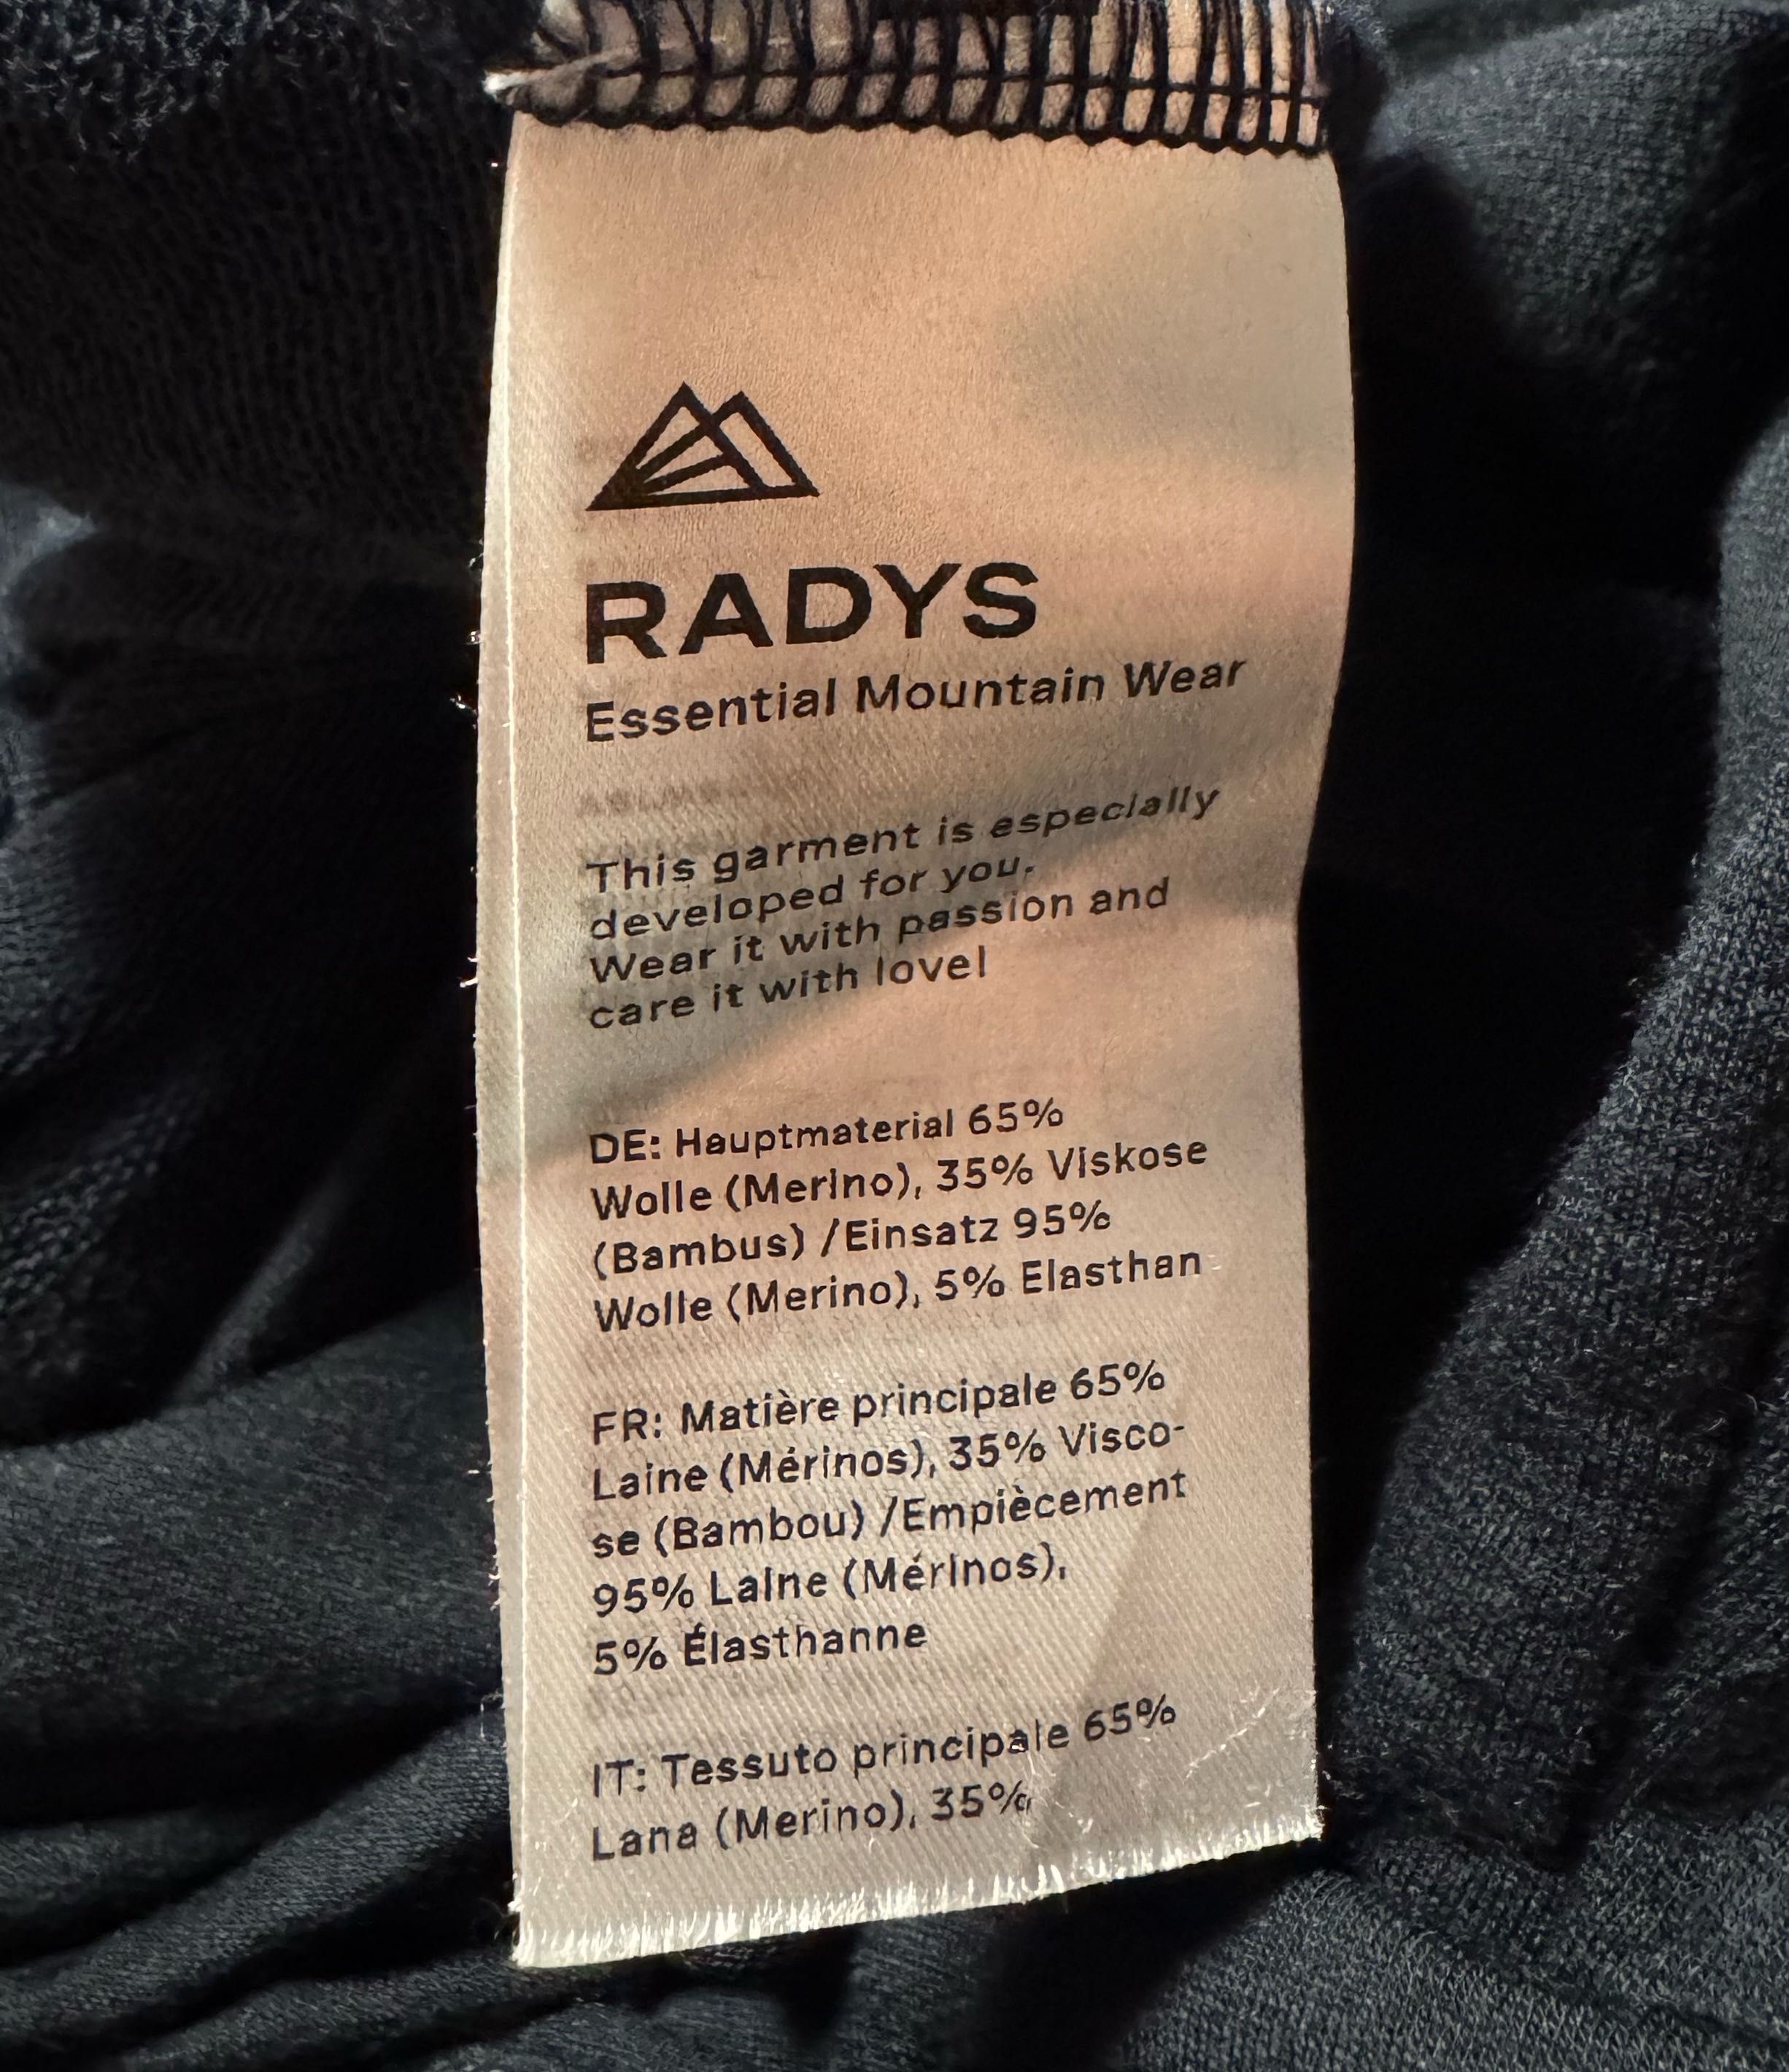 RADYS
Essential Mountain Wear
This garment is especially
developed for you.
Wear it with passion and
care it with love!
DE: Hauptmaterial 65%
Wolle (Merino), 35% Viskose
(Bambus) /Einsatz 95%
Wolle (Merino), 5% Elasthan
FR: Matière principale 65%
Laine (Mérinos), 35% Visco-
se (Bambou) /Empiècement
95% Laine (Mérinos),
5% Élasthanne
IT: Tessuto principale 65%
Lana (Merino), 35%